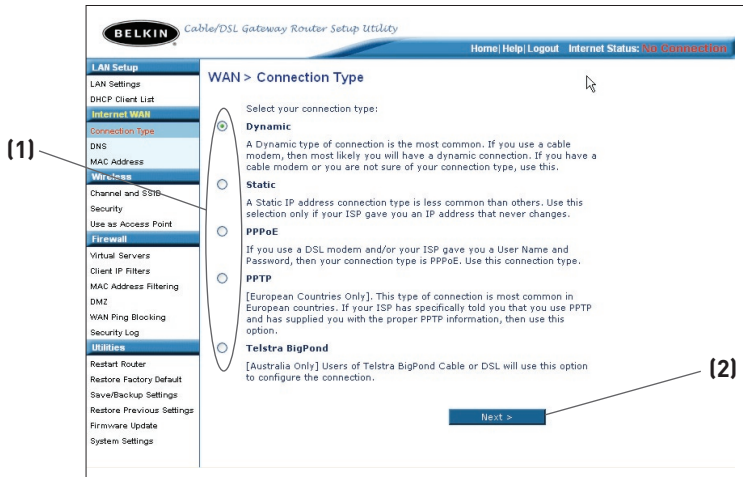 BELKIN
Cable/DSL Gateway Router Setup Utility
Home| Help| Logout Internet Status: No Connection
LAN Setup
LAN Settings
DHCP Client List
Internet WAN
Connection Type
DNS
MAC Address
Wireless
Channel and SSID
Security
Use as Access Point
Firewall
Virtual Servers
Client IP Filters
MAC Address Filtering
DMZ
WAN Ping Blocking
Security Log
Utilities
Restart Router
Restore Factory Default
Save/Backup Settings
Restore Previous Settings
Firmware Update
System Settings
(1)
WAN > Connection Type
Select your connection type:
Dynamic
A Dynamic type of connection is the most common. If you use a cable
modem, then most likely you will have a dynamic connection. If you have a
cable modem or you are not sure of your connection type, use this.
Static
A Static IP address connection type is less common than others. Use this
selection only if your ISP gave you an IP address that never changes.
PPPoE
If you use a DSL modem and/or your ISP gave you a User Name and
Password, then your connection type is PPPoE. Use this connection type.
PPTP
[European Countries Only]. This type of connection is most common in
European countries. If your ISP has specifically told you that you use PPTP
and has supplied you with the proper PPTP information, then use this
option.
Telstra BigPond
[Australia Only] Users of Telstra BigPond Cable or DSL will use this option
to configure the connection.
(2)
Next >